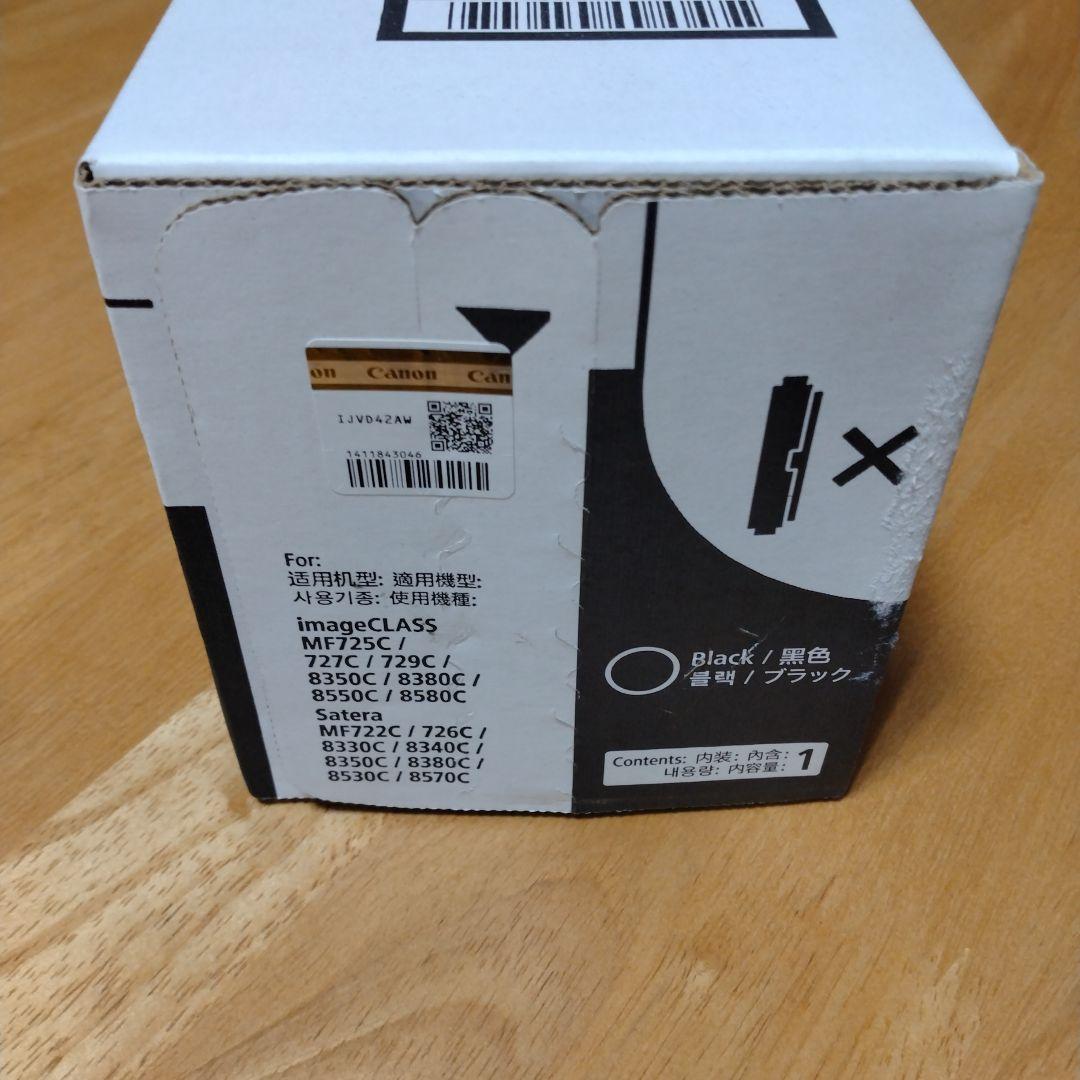 on Canon Can
IJVD42AW
1411843046
For:
适用机型: 適用機型:
사용기종: 使用機種:
imageCLASS
MF725C /
727C / 729C /
8350C / 8380C /
8550C / 8580C
Satera
MF722C / 726C /
8330C / 8340C /
8350C / 8380C /
8530C / 8570C
Black / 黑色
블랙 / ブラック
Contents: 内装: 內含: 1
내용량: 内容量: